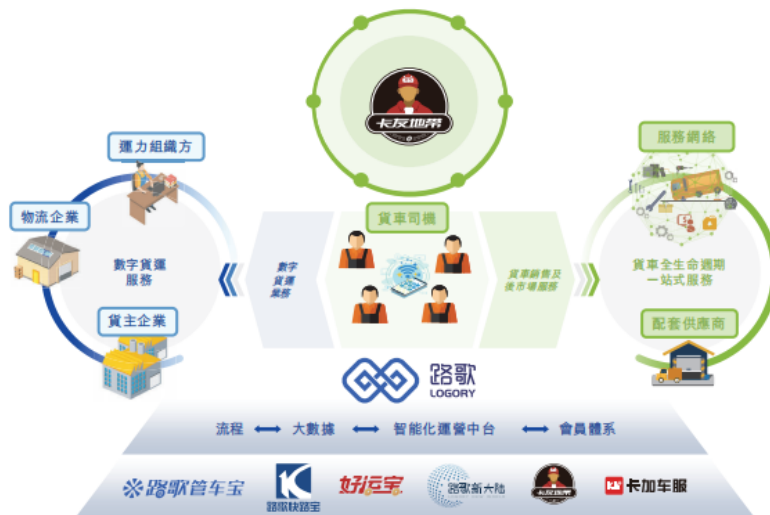 卡友地带
運力組織方
物流企業
數字貨運
服務
貨主企業
數字
貨運
業務
貨車司機
貨車銷售及
後市場服務
服務網絡
貨車全生命週期
一站式服務
配套供應商
路歌
LOGORY
流程
大數據
智能化運營中台
會員體系
路歌管车宝
路歌快路宝
好运宝
路歌新大陆
卡友地带
卡加车服